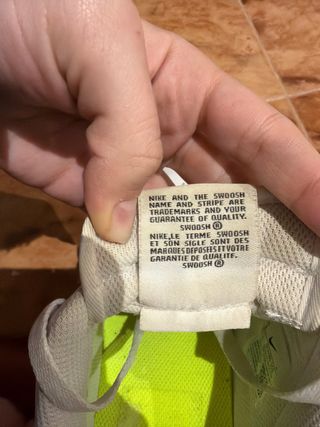 NIKE AND THE SWOOSH
NAME AND STRIPE ARE
TRADEMARKS AND YOUR
GUARANTEE OF QUALITY.
SWOOSH ®
NIKE,LE TERME SWOOSH
ET SON SIGLE SONT DES
MARQUES DEPOSÉES ET VOTRE
GARANTIE DE QUALITE.
SWOOSH ®